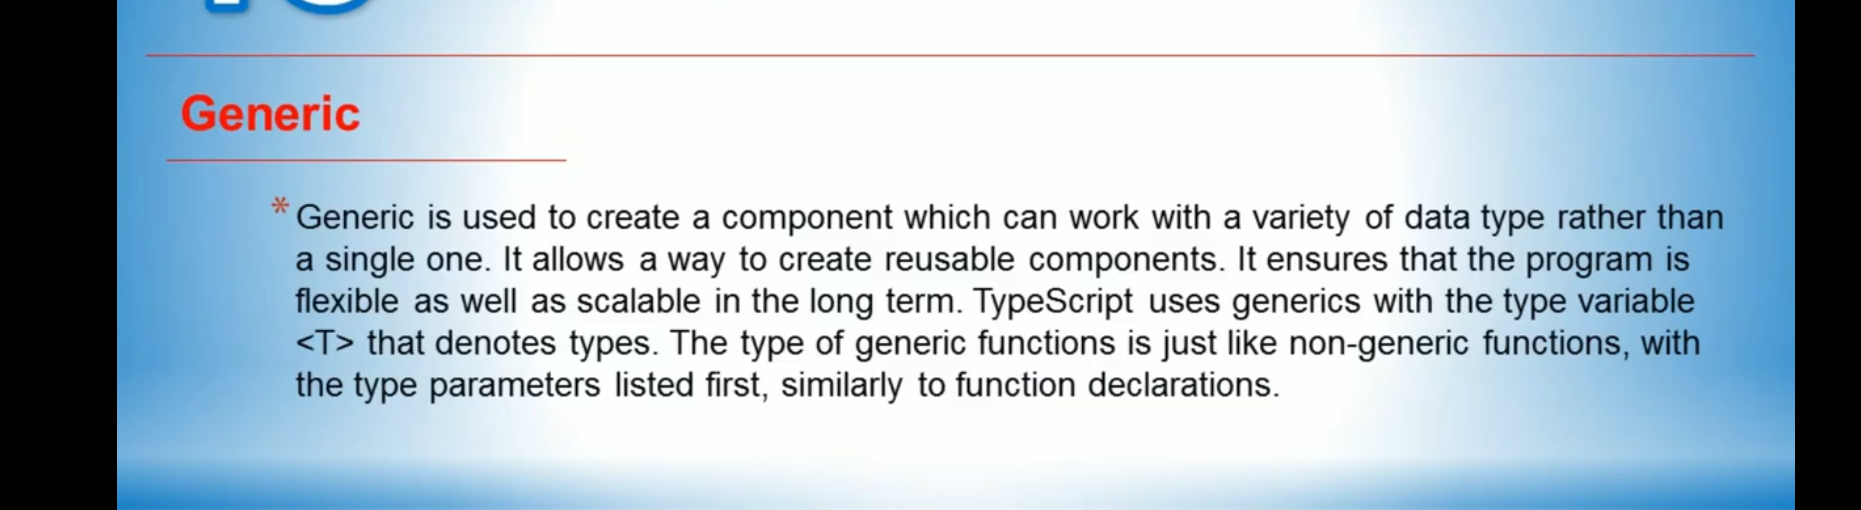 Generic
* Generic is used to create a component which can work with a variety of data type rather than
a single one. It allows a way to create reusable components. It ensures that the program is
flexible as well as scalable in the long term. TypeScript uses generics with the type variable
<T> that denotes types. The type of generic functions is just like non-generic functions, with
the type parameters listed first, similarly to function declarations.